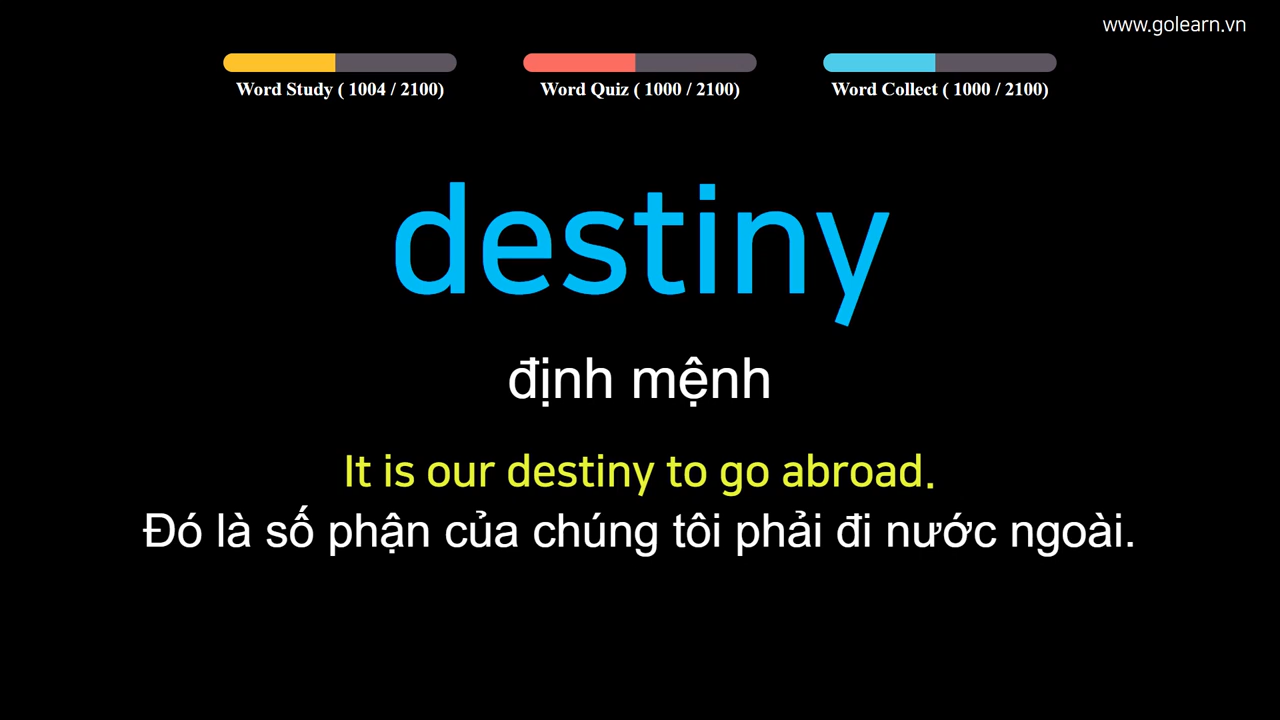 www.golearn.vn
Word Study ( 1004 / 2100)
Word Quiz ( 1000 / 2100)
Word Collect ( 1000 / 2100)
destiny
định mệnh
It is our destiny to go abroad.
Đó là số phận của chúng tôi phải đi nước ngoài.